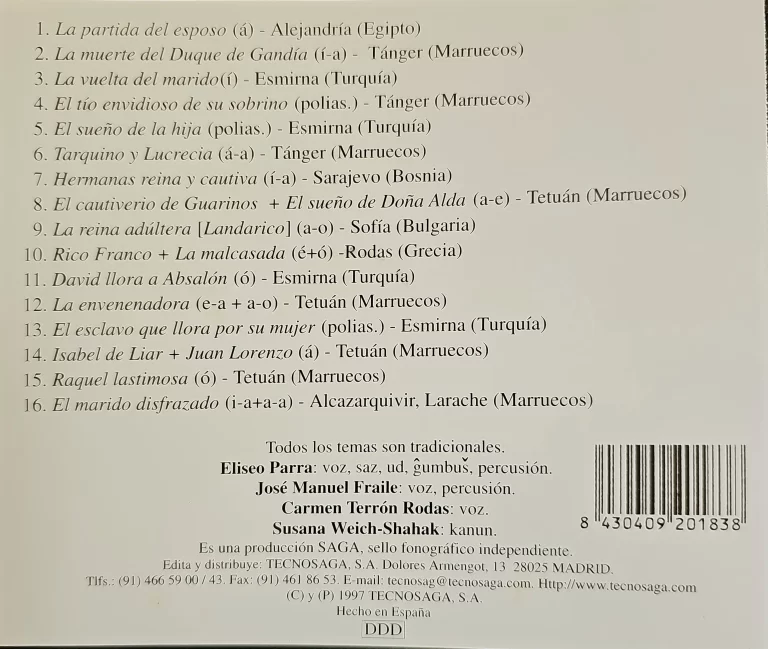 1. La partida del esposo (á) - Alejandría (Egipto)
2. La muerte del Duque de Gandía (í-a) - Tánger (Marruecos)
3. La vuelta del marido(í) - Esmirna (Turquía)
4. El tío envidioso de su sobrino (polias.) - Tánger (Marruecos)
5. El sueño de la hija (polias.) - Esmirna (Turquía)
6. Tarquino y Lucrecia (á-a) - Tánger (Marruecos)
7. Hermanas reina y cautiva (í-a) - Sarajevo (Bosnia)
8. El cautiverio de Guarinos + El sueño de Doña Alda (a-e) - Tetuán (Marruecos)
9. La reina adúltera [Landarico] (a-o) - Sofía (Bulgaria)
10. Rico Franco + La malcasada (é+ó) -Rodas (Grecia)
11. David llora a Absalón (ó) - Esmirna (Turquía)
12. La envenenadora (e-a + a-o) - Tetuán (Marruecos)
13. El esclavo que llora por su mujer (polias.) - Esmirna (Turquía)
14. Isabel de Liar + Juan Lorenzo (á) - Tetuán (Marruecos)
15. Raquel lastimosa (ó) - Tetuán (Marruecos)
16. El marido disfrazado (i-a+a-a) - Alcazarquivir, Larache (Marruecos)
Todos los temas son tradicionales.
Eliseo Parra: voz, saz, ud, ĝumbuš, percusión.
José Manuel Fraile: voz, percusión.
Carmen Terrón Rodas: voz.
Susana Weich-Shahak: kanun.
8 430409 201838
Es una producción SAGA, sello fonográfico independiente.
Edita y distribuye: TECNOSAGA, S.A. Dolores Armengot, 13 28025 MADRID.
Tlfs.: (91) 466 59 00 / 43. Fax: (91) 461 86 53. E-mail: tecnosag@tecnosaga.com. Http://www.tecnosaga.com
(C) y (P) 1997 TECNOSAGA, S.A.
Hecho en España
DDD